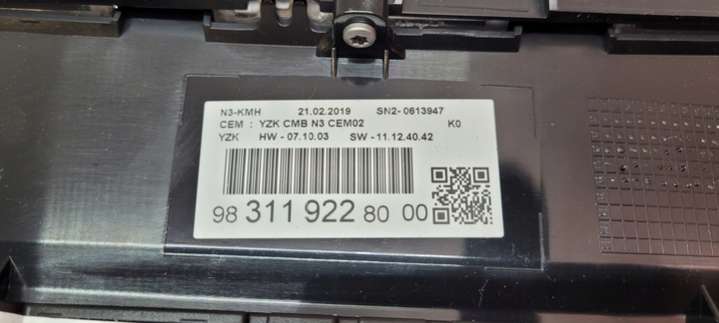 N3-KMH 21.02.2019 SN2- 0613947
CEM : YZK CMB N3 CEM02 K0
YZK HW - 07.10.03 SW - 11.12.40.42
98 311 922 80 00